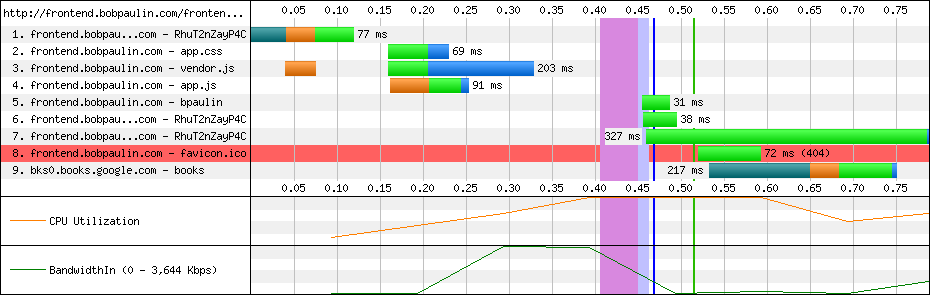 http://frontend.bobpaulin.com/fronten...
0.05 0.10 0.15 0.20 0.25 0.30 0.35 0.40 0.45 0.50 0.55 0.60 0.65 0.70 0.75
1. frontend.bobpau...com - RhuT2nZayP4C 77 ms
2. frontend.bobpaulin.com - app.css 69 ms
3. frontend.bobpaulin.com - vendor.js 203 ms
4. frontend.bobpaulin.com - app.js 91 ms
5. frontend.bobpaulin.com - bpaulin 31 ms
6. frontend.bobpau...com - RhuT2nZayP4C 38 ms
7. frontend.bobpau...com - RhuT2nZayP4C 327 ms
8. frontend.bobpaulin.com - favicon.ico 72 ms (404)
9. bks0.books.google.com - books 217 ms
0.05 0.10 0.15 0.20 0.25 0.30 0.35 0.40 0.45 0.50 0.55 0.60 0.65 0.70 0.75
CPU Utilization
BandwidthIn (0 - 3,644 Kbps)